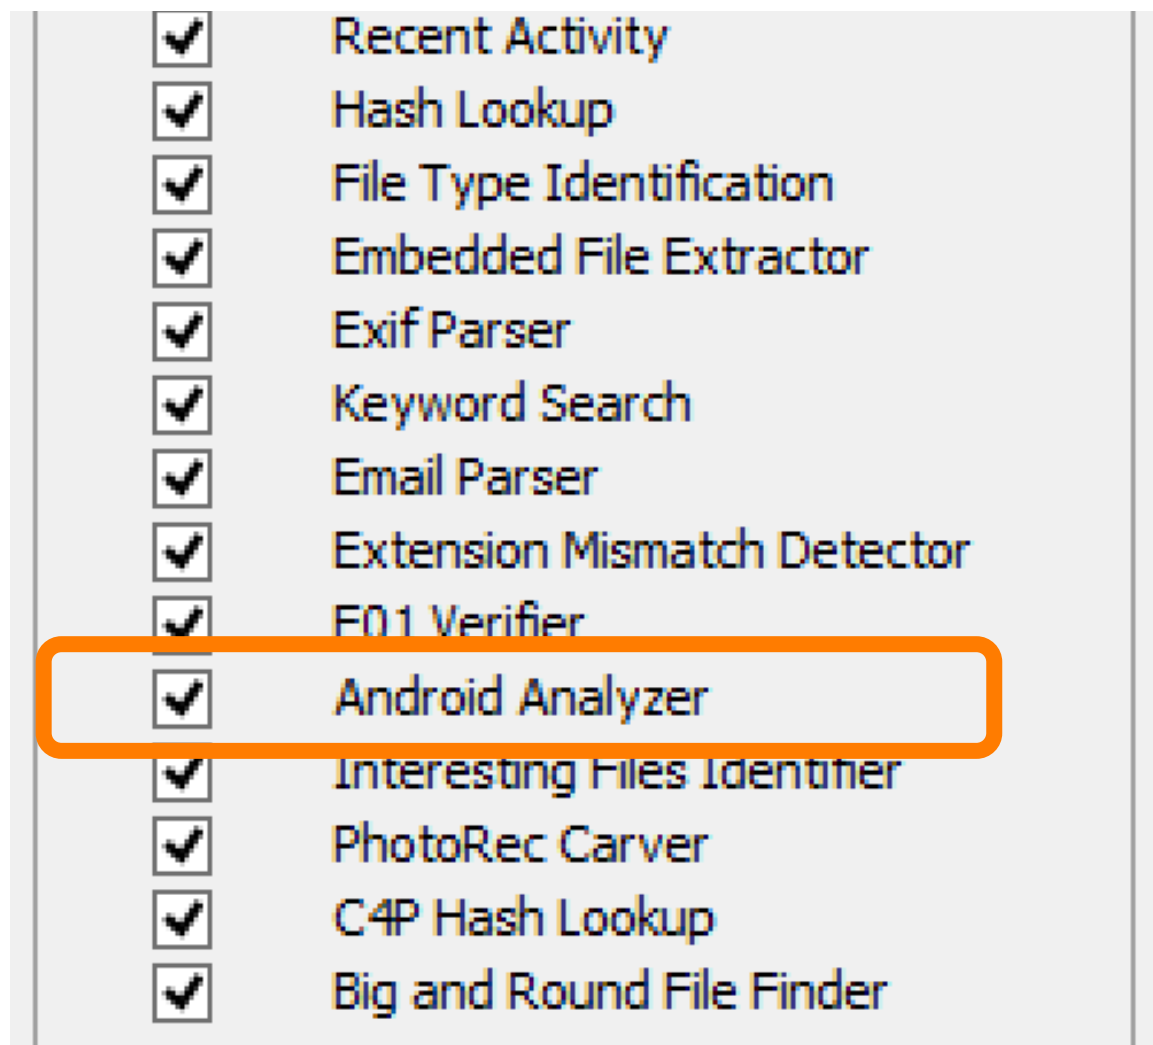 Recent Activity
Hash Lookup
File Type Identification
Embedded File Extractor
Exif Parser
Keyword Search
Email Parser
Extension Mismatch Detector
E01 Verifier
Android Analyzer
Interesting Files Identifier
PhotoRec Carver
C4P Hash Lookup
Big and Round File Finder